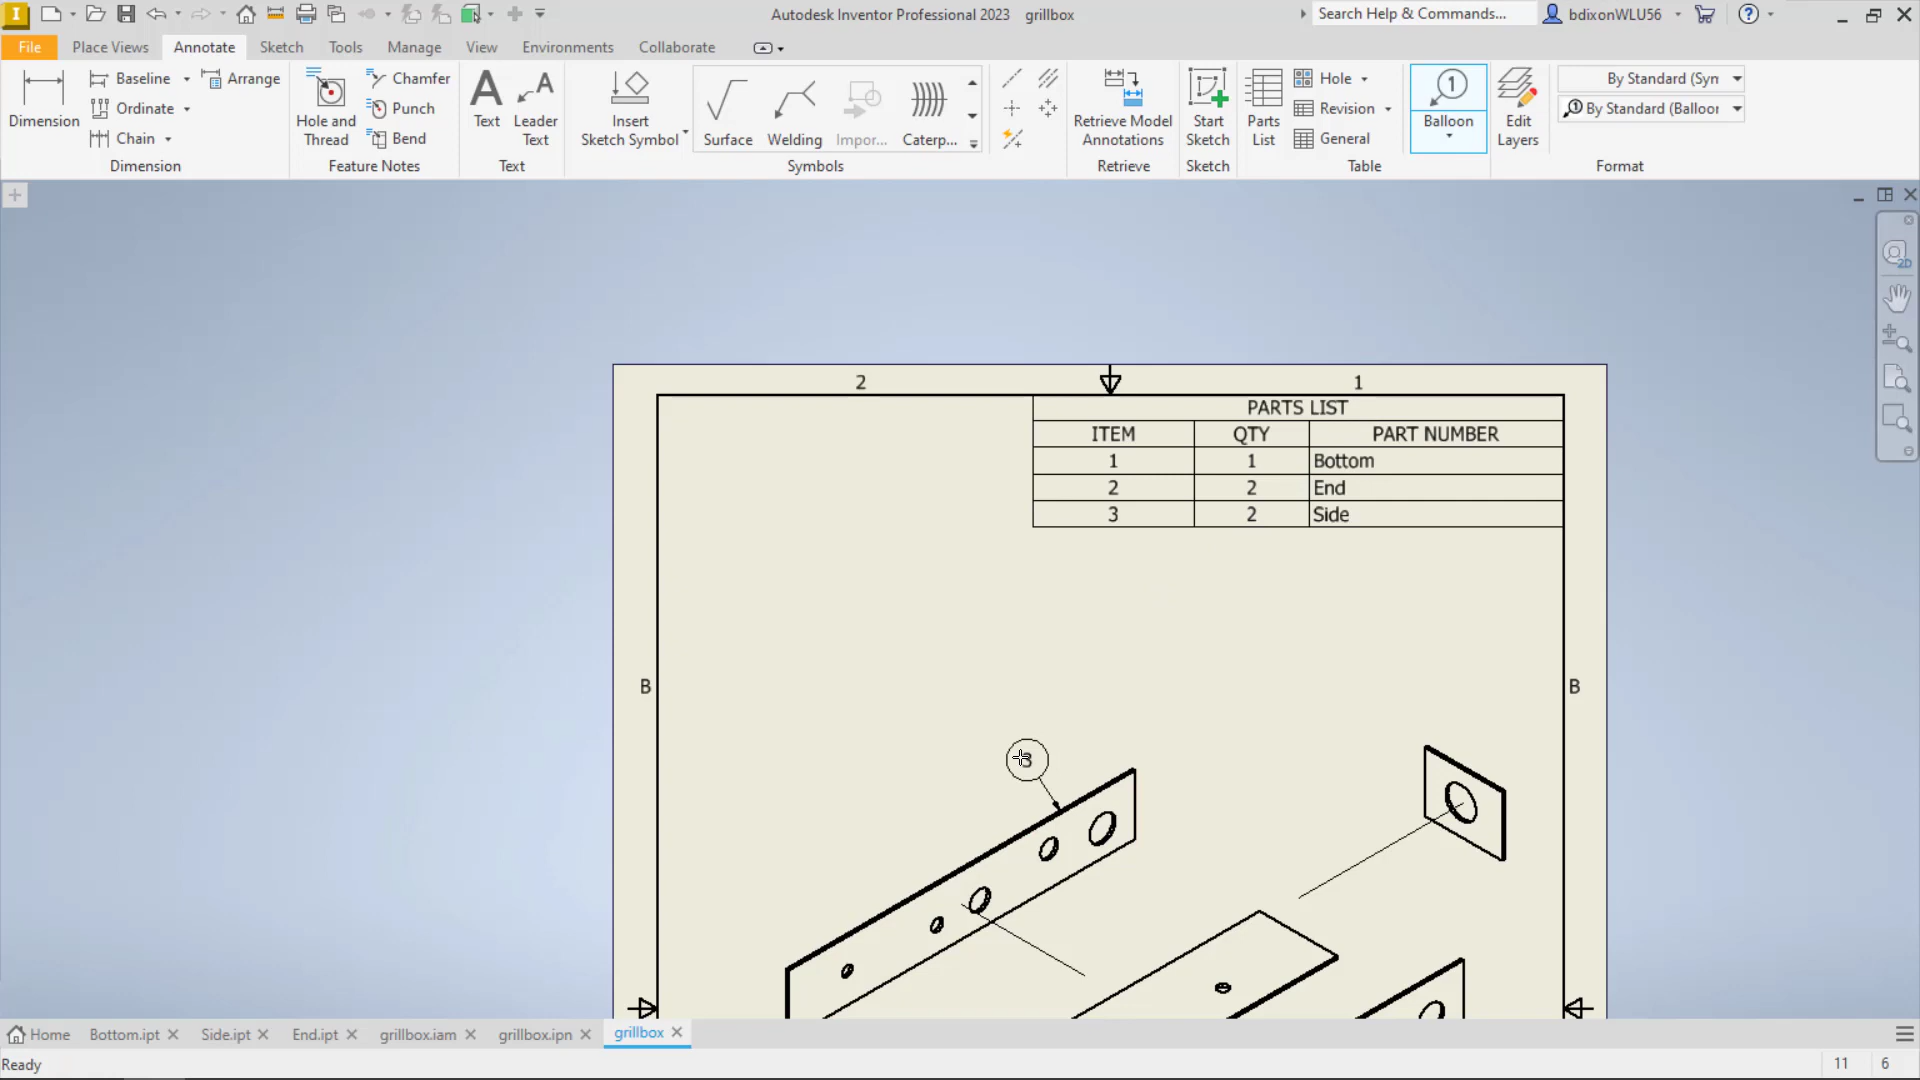 Autodesk Inventor Professional 2023 grillbox
Search Help & Commands...
bdixonWLU56
File
Place Views
Annotate
Sketch
Tools
Manage
View
Environments
Collaborate
Dimension
Baseline
Ordinate
Chain
Arrange
Dimension
Hole and
Thread
Chamfer
Punch
Bend
Feature Notes
Text
Leader
Text
Text
Insert
Sketch Symbol
Surface
Welding
Impor...
Caterp...
Symbols
Retrieve Model
Annotations
Retrieve
Start
Sketch
Sketch
Parts
List
Hole
Revision
General
Table
Balloon
Edit
Layers
By Standard (Syn
By Standard (Balloor
Format
2D
2 1
PARTS LIST
ITEM QTY PART NUMBER
1 1 Bottom
2 2 End
3 2 Side
B B
3
Home
Bottom.ipt
Side.ipt
End.ipt
grillbox.iam
grillbox.ipn
grillbox
Ready
11 6